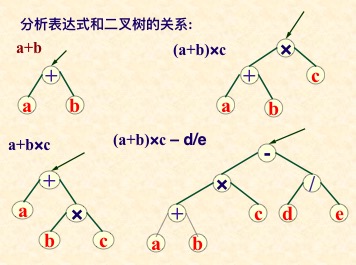 分析表达式和二叉树的关系:
a+b
(a+b)×c
+
a b
×
+ c
a b
a+b×c
(a+b)×c – d/e
+
a ×
b c
-
× /
+ c d e
a b